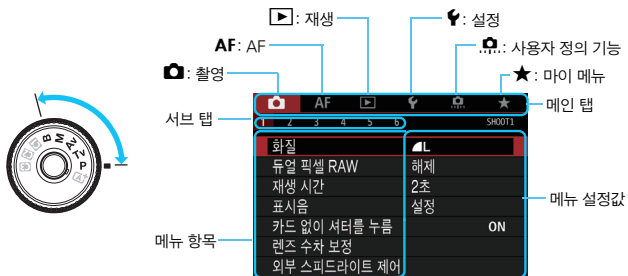 : 재생
: 설정
AF: AF
: 사용자 정의 기능
: 촬영
★: 마이 메뉴
AF
★
메인 탭
서브 탭
1 2 3 4 5 6 SHOOT1
화질 L
듀얼 픽셀 RAW 해제
재생 시간 2초
표시음 설정
메뉴 설정값
카드 없이 셔터를 누름 ON
메뉴 항목
렌즈 수차 보정
외부 스피드라이트 제어
B M Av Tv P A+